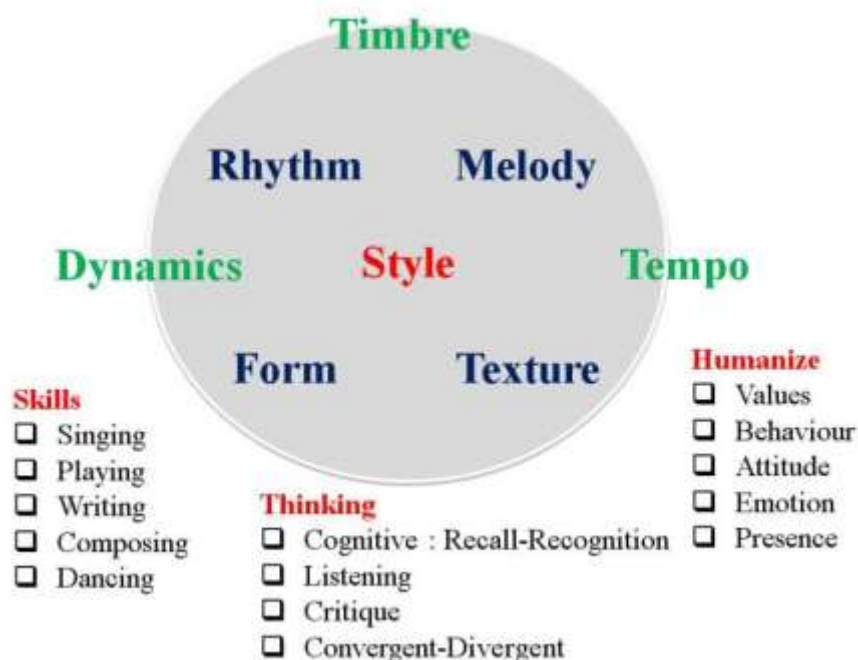 Timbre
Rhythm Melody
Dynamics Style Tempo
Form Texture
Skills
❑ Singing
❑ Playing
❑ Writing
❑ Composing
❑ Dancing
Thinking
❑ Cognitive : Recall-Recognition
❑ Listening
❑ Critique
❑ Convergent-Divergent
Humanize
❑ Values
❑ Behaviour
❑ Attitude
❑ Emotion
❑ Presence